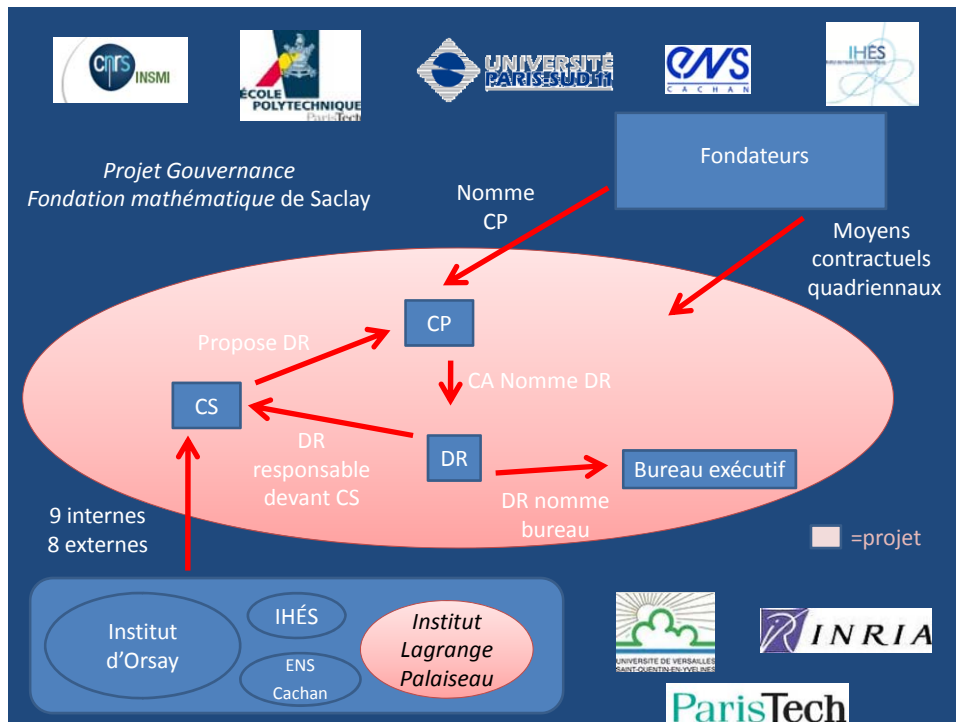 cnrs INSMI
ÉCOLE
POLYTECHNIQUE
ParisTech
UNIVERSITÉ
PARIS-SUD 11
ENS
CACHAN
IHÉS
Fondateurs
Projet Gouvernance
Fondation mathématique de Saclay
Nomme
CP
Moyens
contractuels
quadriennaux
CP
Propose DR
CA Nomme DR
CS
DR
responsable
devant CS
DR
Bureau exécutif
DR nomme
bureau
9 internes
8 externes
=projet
Institut
d'Orsay
IHÉS
ENS
Cachan
Institut
Lagrange
Palaiseau
UNIVERSITÉ DE VERSAILLES
SAINT-QUENTIN-EN-YVELINES
INRIA
ParisTech